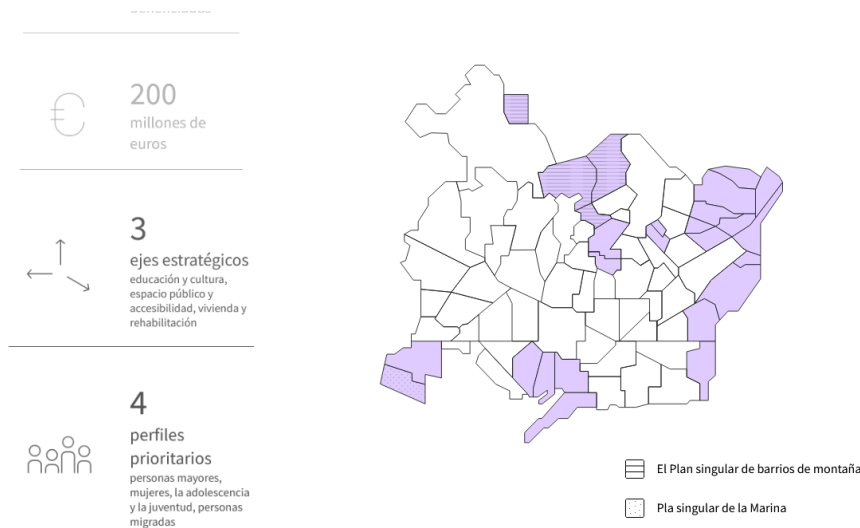 200
millones de
euros
3
ejes estratégicos
educación y cultura,
espacio público y
accesibilidad, vivienda y
rehabilitación
4
perfiles
prioritarios
personas mayores,
mujeres, la adolescencia
y la juventud, personas
migradas
El Plan singular de barrios de montaña
Pla singular de la Marina